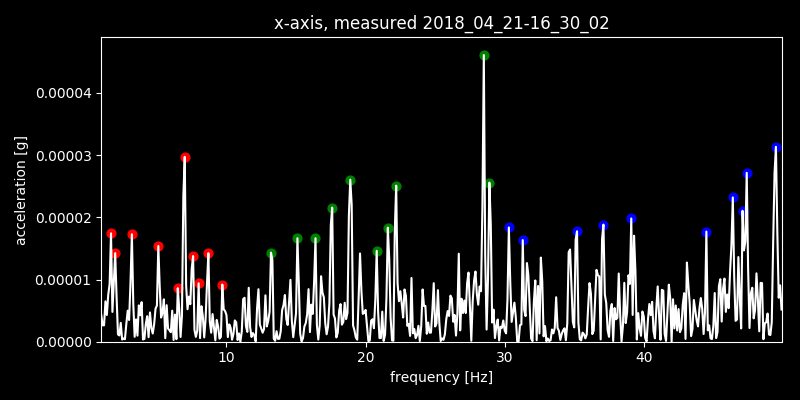 x-axis, measured 2018_04_21-16_30_02
acceleration [g]
0.00004
0.00003
0.00002
0.00001
0.00000
10 20 30 40
frequency [Hz]